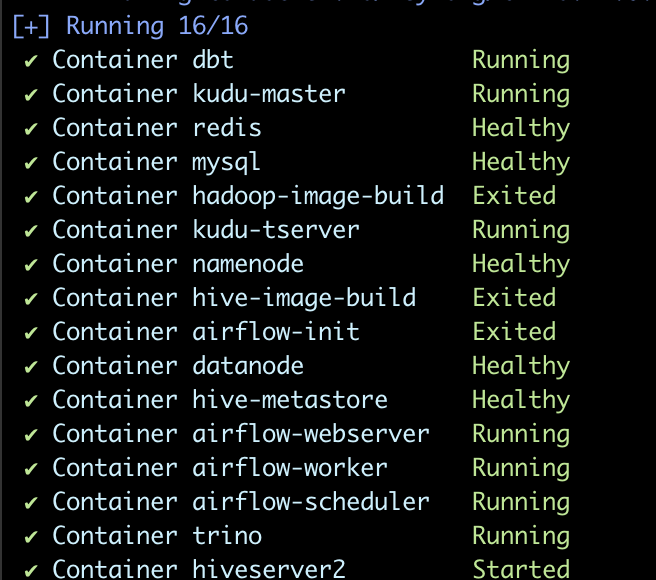 [+] Running 16/16
✔ Container dbt Running
✔ Container kudu-master Running
✔ Container redis Healthy
✔ Container mysql Healthy
✔ Container hadoop-image-build Exited
✔ Container kudu-tserver Running
✔ Container namenode Healthy
✔ Container hive-image-build Exited
✔ Container airflow-init Exited
✔ Container datanode Healthy
✔ Container hive-metastore Healthy
✔ Container airflow-webserver Running
✔ Container airflow-worker Running
✔ Container airflow-scheduler Running
✔ Container trino Running
✔ Container hiveserver2 Started